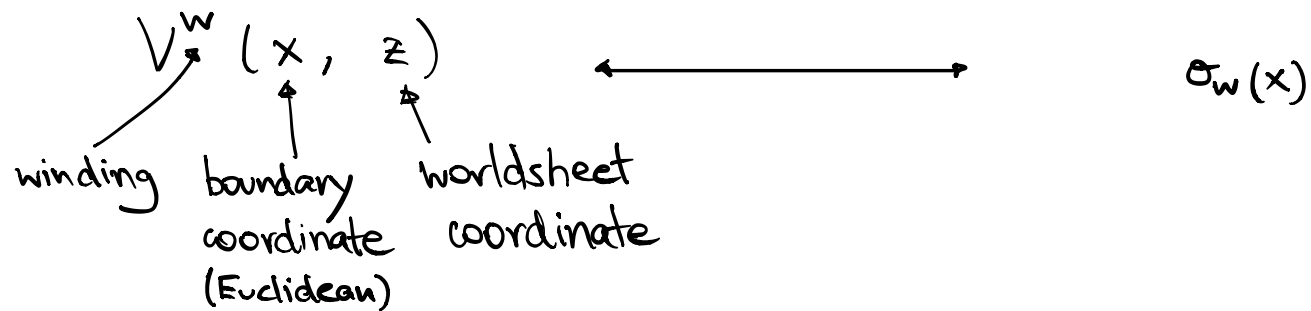 V^w (x, z) ⟷ σ_w(x)
winding boundary worldsheet
coordinate coordinate
(Euclidean)